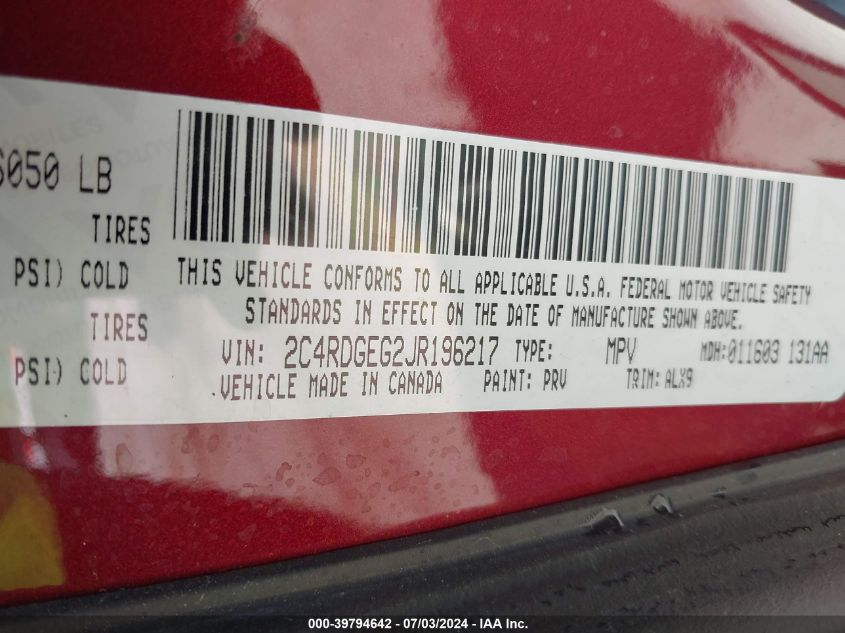 6050 LB
TIRES
PSI) COLD
TIRES
PSI) COLD
THIS VEHICLE CONFORMS TO ALL APPLICABLE U.S.A. FEDERAL MOTOR VEHICLE SAFETY
STANDARDS IN EFFECT ON THE DATE OF MANUFACTURE SHOWN ABOVE.
VIN: 2C4RDGEG2JR196217 TYPE: MPV MDH:011603 131AA
VEHICLE MADE IN CANADA PAINT: PRV TRIM: ALX9
000-39794642 / 07/03/2024 - IAA Inc.